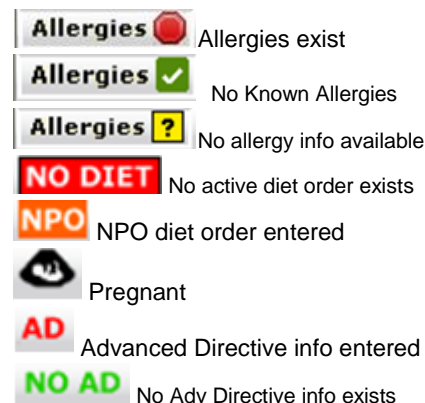 Allergies Allergies exist
Allergies No Known Allergies
Allergies ? No allergy info available
NO DIET No active diet order exists
NPO NPO diet order entered
Pregnant
AD Advanced Directive info entered
NO AD No Adv Directive info exists